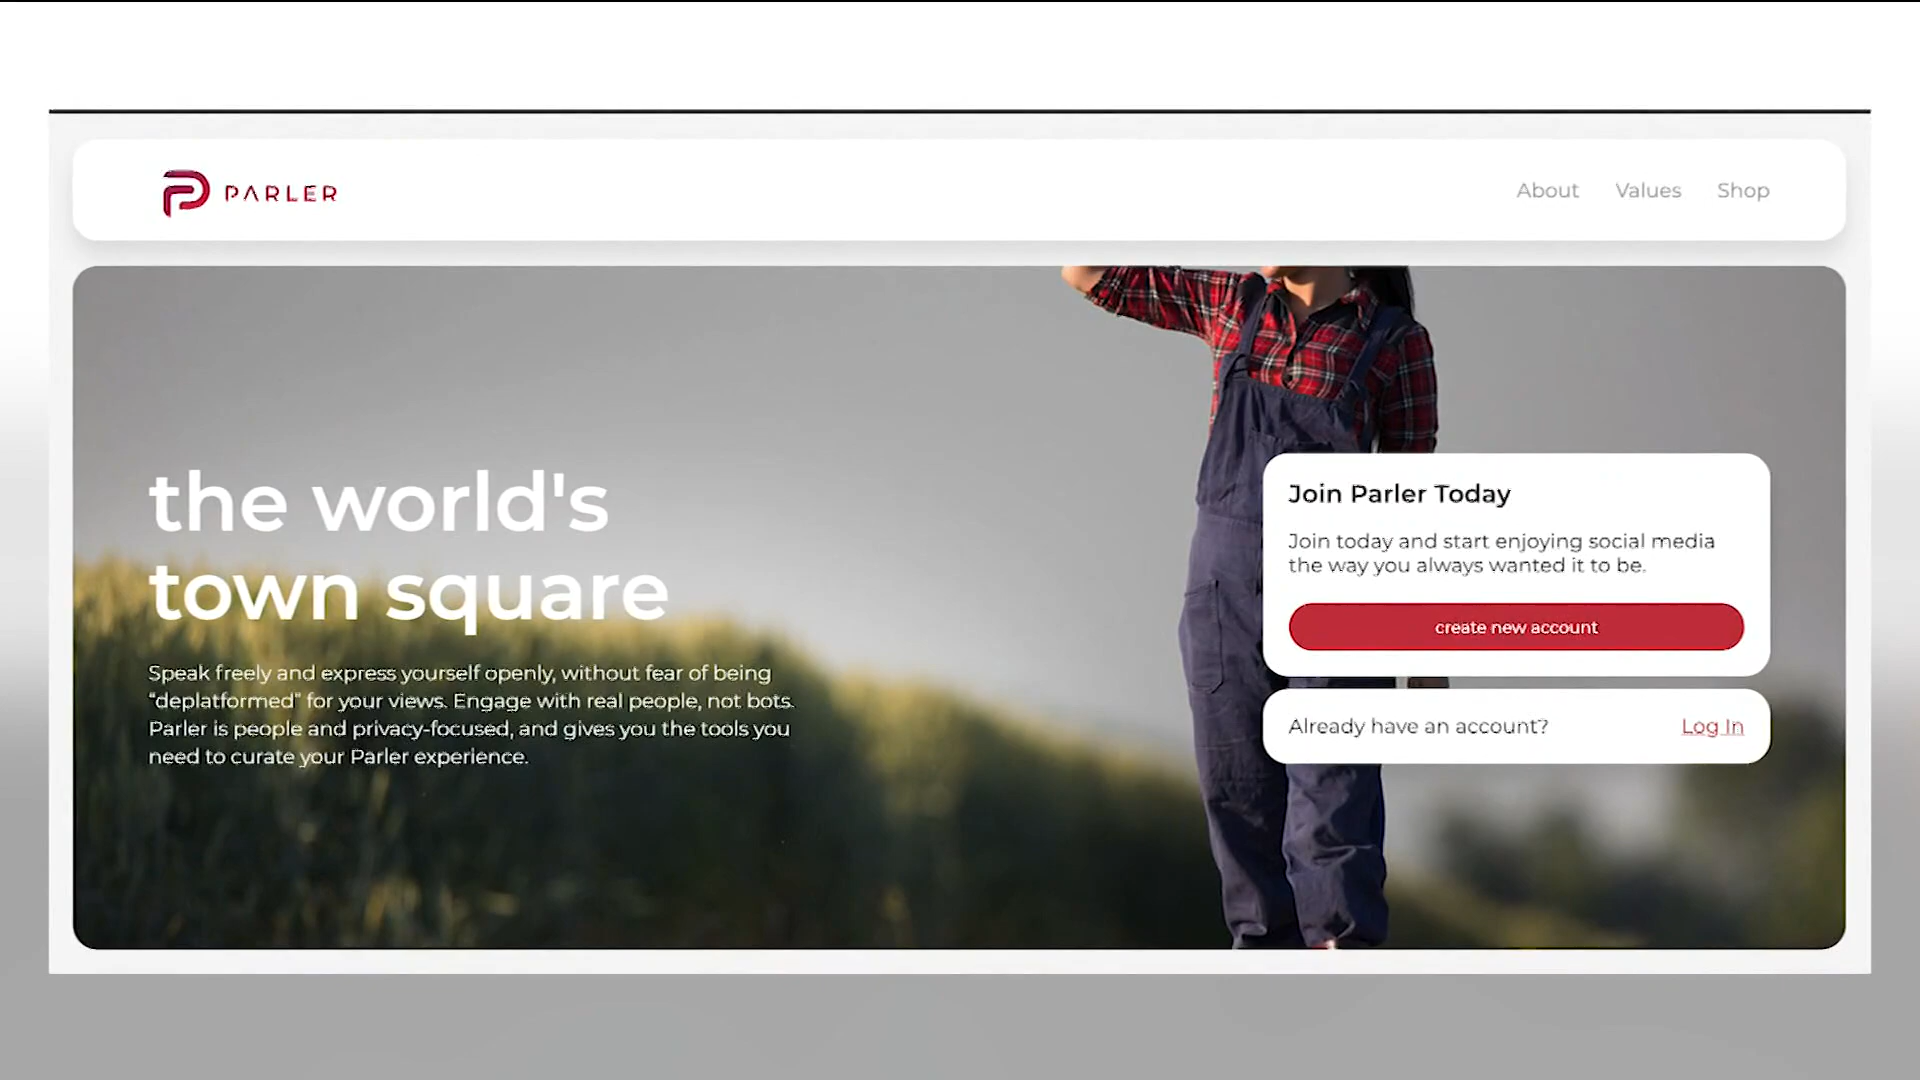 PARLER
About Values Shop
the world's
town square
Speak freely and express yourself openly, without fear of being
“deplatformed” for your views. Engage with real people, not bots.
Parler is people and privacy-focused, and gives you the tools you
need to curate your Parler experience.
Join Parler Today
Join today and start enjoying social media
the way you always wanted it to be.
create new account
Already have an account? Log In